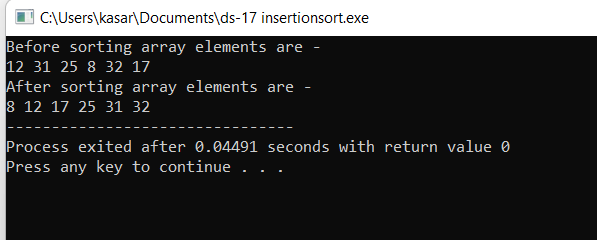 C:\Users\kasar\Documents\ds-17 insertionsort.exe
Before sorting array elements are -
12 31 25 8 32 17
After sorting array elements are -
8 12 17 25 31 32
--------------------------------
Process exited after 0.04491 seconds with return value 0
Press any key to continue . . .